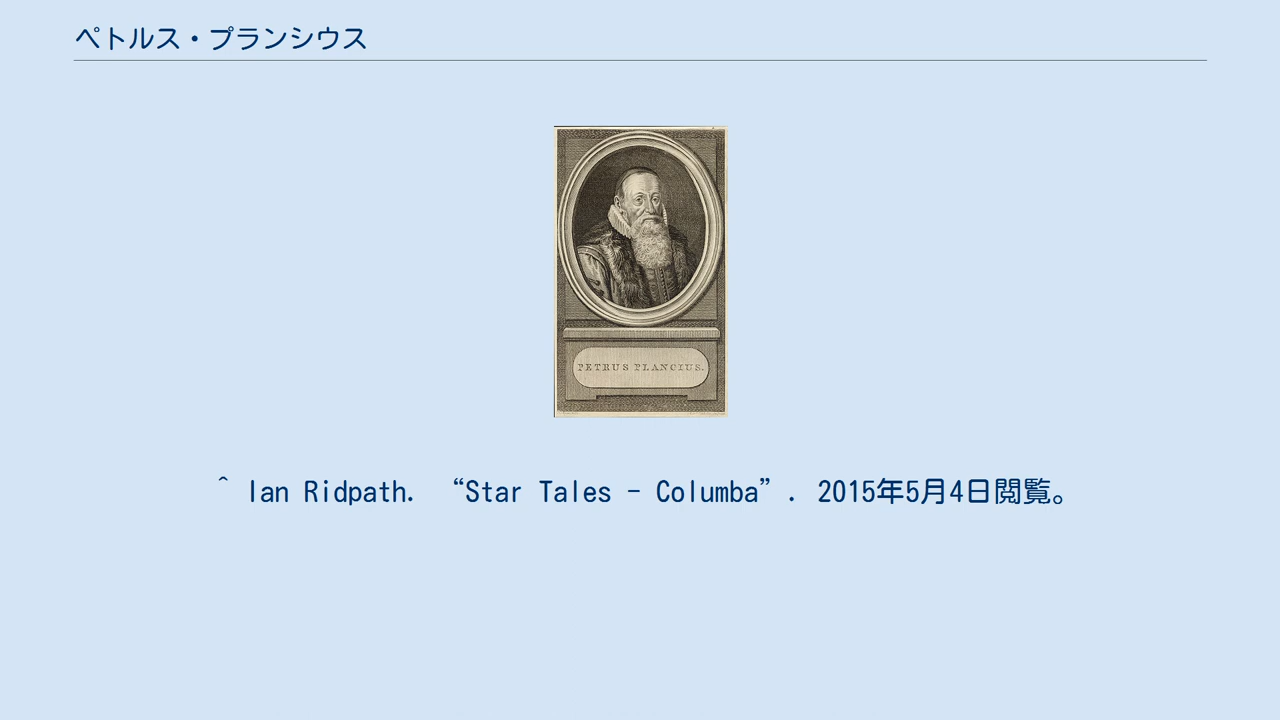 ペトルス・プランシウス
PETRUS PLANCIUS.
^ Ian Ridpath. “Star Tales - Columba”. 2015年5月4日閲覧。